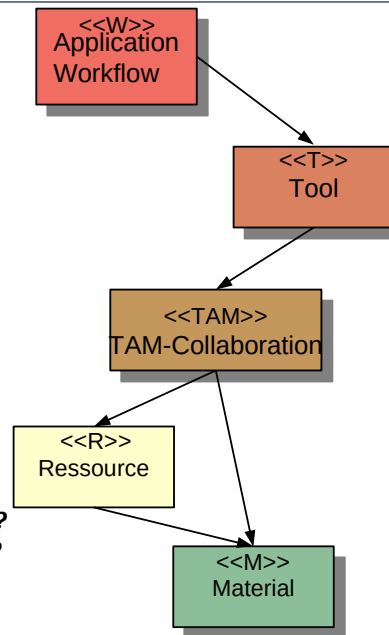 <<W>>
Application
Workflow
<<T>>
Tool
<<TAM>>
TAM-Collaboration
<<R>>
Ressource
?
<<M>>
Material